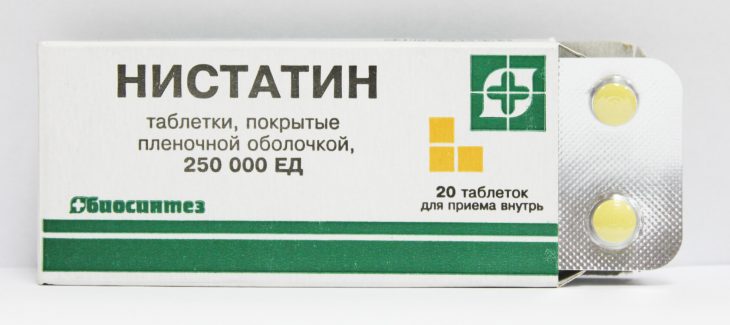 НИСТАТИН
таблетки, покрытые
пленочной оболочкой,
250 000 ЕД
20 таблеток
для приема внутрь
биосинтез